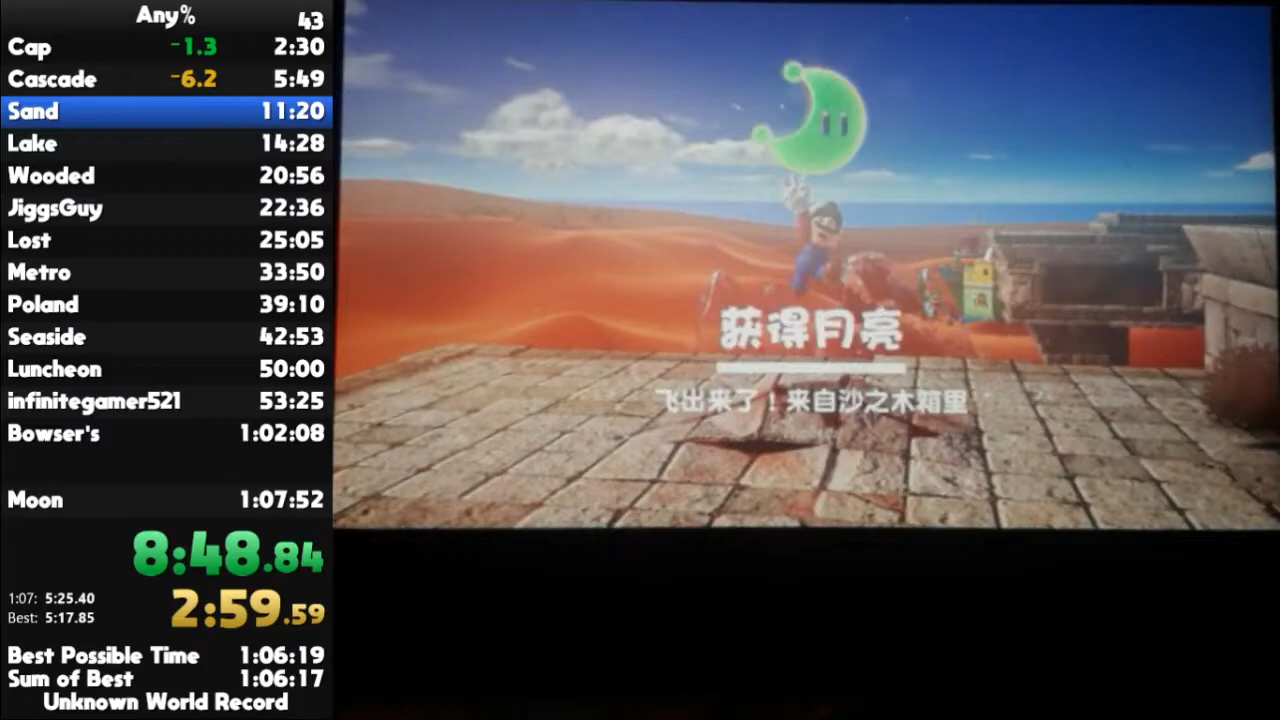 Any%
43
Cap -1.3 2:30
Cascade -6.2 5:49
Sand 11:20
Lake 14:28
Wooded 20:56
JiggsGuy 22:36
Lost 25:05
Metro 33:50
Poland 39:10
Seaside 42:53
Luncheon 50:00
infinitegamer521 53:25
Bowser's 1:02:08
Moon 1:07:52
8:48.84
1:07: 5:25.40
Best: 5:17.85
2:59.59
Best Possible Time 1:06:19
Sum of Best 1:06:17
Unknown World Record
获得月亮
飞出来了！来自沙之木箱里